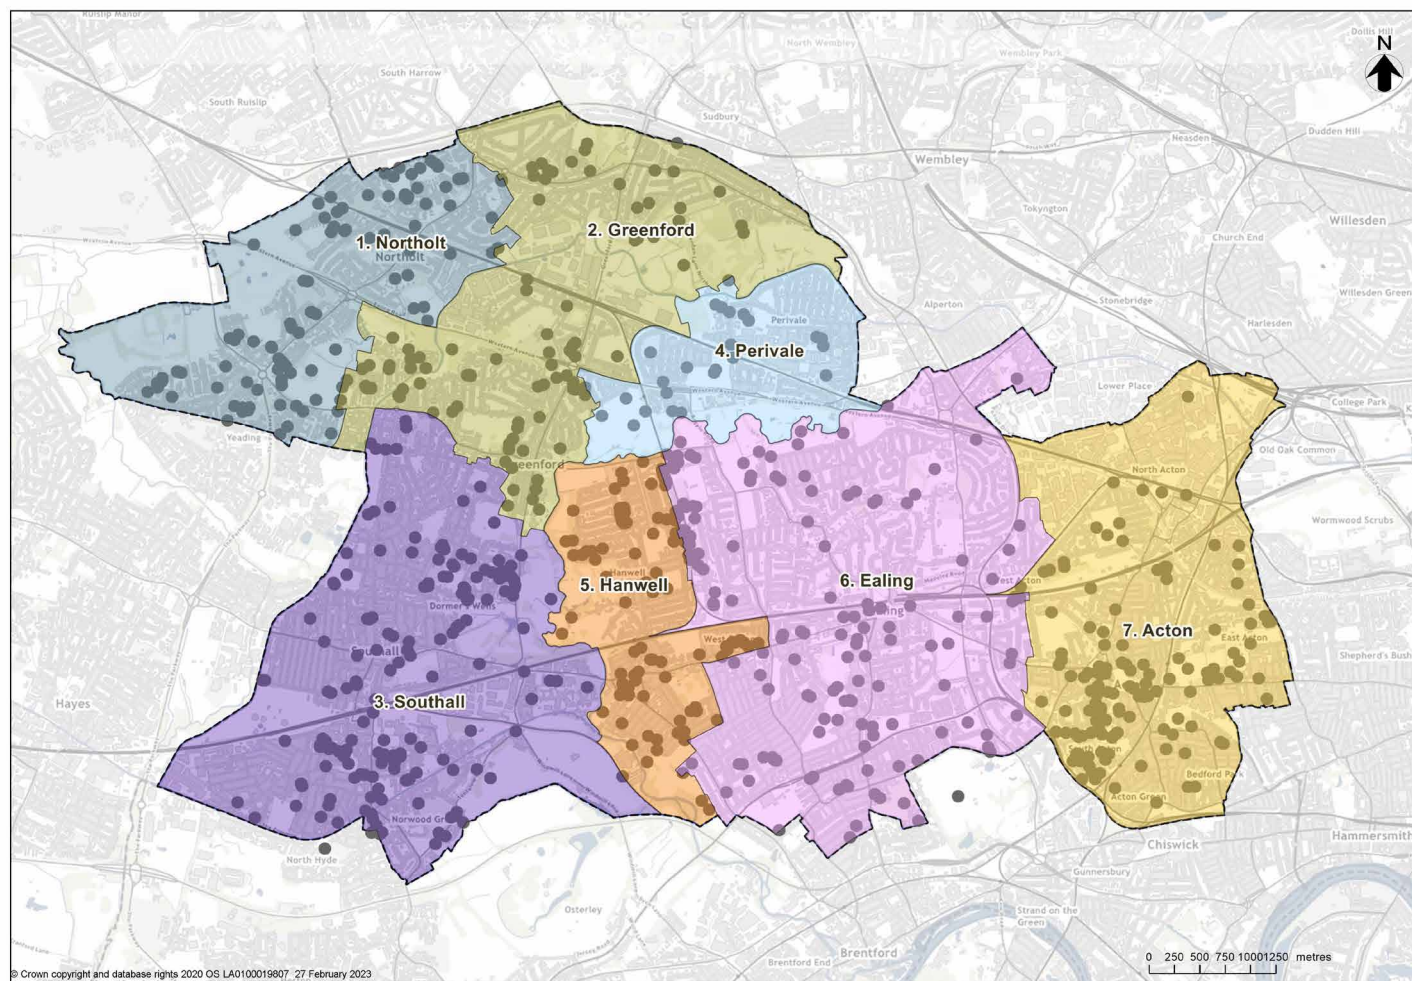 Ruislip Manor
North Wembley
Wembley Park
Dollis Hill
N
South Harrow
South Ruislip
Sudbury
Neasden
Dudden Hill
Wembley
Tokyngton
Willesden
2. Greenford
1. Northolt
Northolt
Church End
Willesden Green
Alperton
Stonebridge
Perivale
Harlesden
4. Perivale
Lower Place
College Park
Yeading
Greenford
Old Oak Common
North Acton
Wormwood Scrubs
Hanwell
5. Hanwell
6. Ealing
West Acton
Dormer's Wells
7. Acton
East Acton
Southall
Shepherd's Bush
3. Southall
Hayes
South Acton
Bedford Park
Acton Green
Norwood Gr
Hammersmith
Chiswick
North Hyde
Gunnersbury
Osterley
Strand on the
Green
Brentford
Brentford End
0 250 500 750 1000 1250 metres
© Crown copyright and database rights 2020 OS LA0100019807 27 February 2023